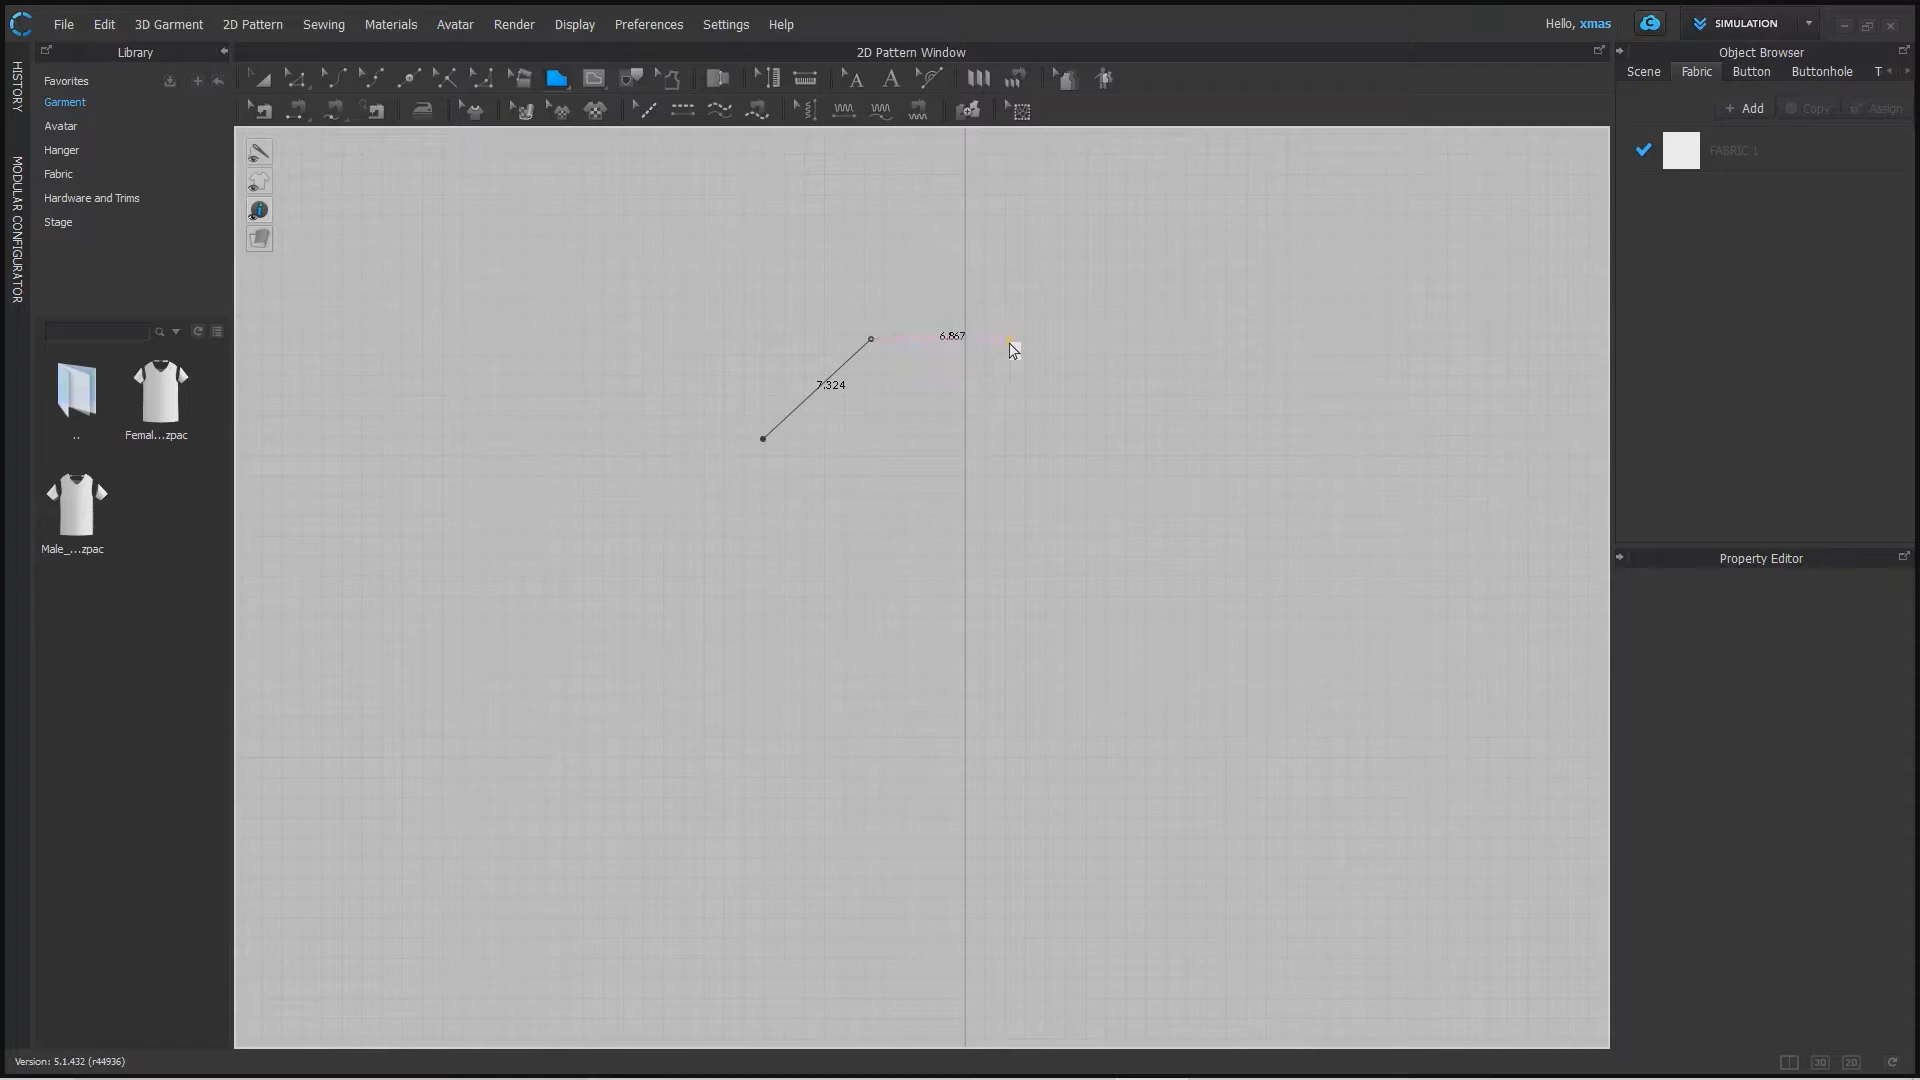 File Edit 3D Garment 2D Pattern Sewing Materials Avatar Render Display Preferences Settings Help
Hello, xmas
SIMULATION
HISTORY
MODULAR CONFIGURATOR
Library
Favorites
Garment
Avatar
Hanger
Fabric
Hardware and Trims
Stage
..
Femal...zpac
Male_...zpac
2D Pattern Window
6.867
7.324
Object Browser
Scene Fabric Button Buttonhole T
+ Add Copy Assign
FABRIC 1
Property Editor
Version: 5.1.432 (r44936)
3D 2D